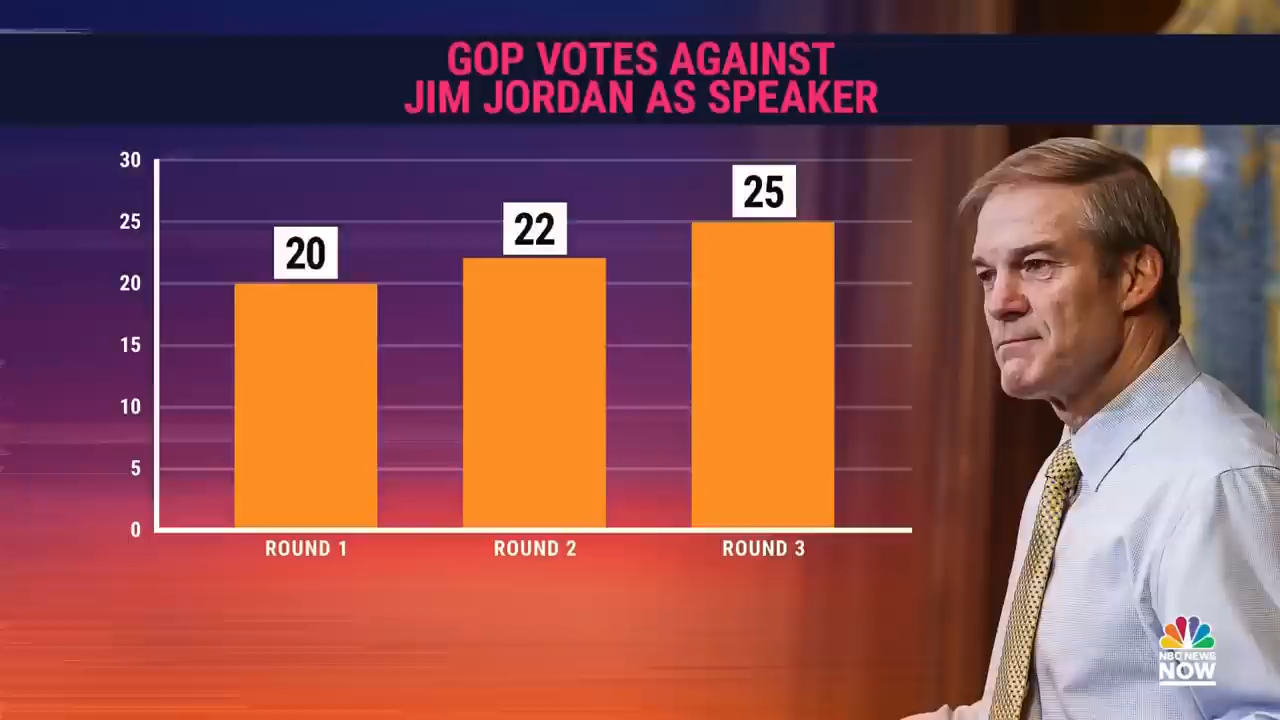 GOP VOTES AGAINST
JIM JORDAN AS SPEAKER
30
25
20
15
10
5
0
20
22
25
ROUND 1
ROUND 2
ROUND 3
NBC NEWS
NOW